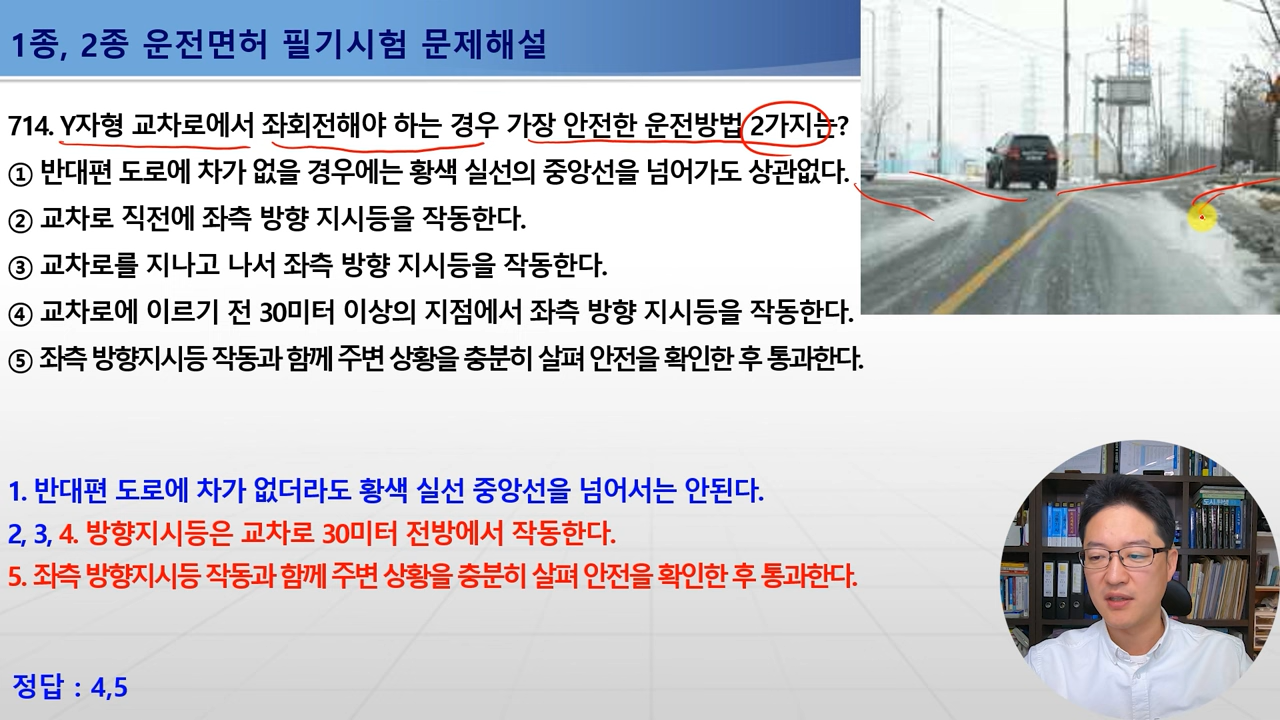 1종, 2종 운전면허 필기시험 문제해설
714. Y자형 교차로에서 좌회전해야 하는 경우 가장 안전한 운전방법 2가지는?
① 반대편 도로에 차가 없을 경우에는 황색 실선의 중앙선을 넘어가도 상관없다.
② 교차로 직전에 좌측 방향 지시등을 작동한다.
③ 교차로를 지나고 나서 좌측 방향 지시등을 작동한다.
④ 교차로에 이르기 전 30미터 이상의 지점에서 좌측 방향 지시등을 작동한다.
⑤ 좌측 방향지시등 작동과 함께 주변 상황을 충분히 살펴 안전을 확인한 후 통과한다.
1. 반대편 도로에 차가 없더라도 황색 실선 중앙선을 넘어서는 안된다.
2, 3, 4. 방향지시등은 교차로 30미터 전방에서 작동한다.
5. 좌측 방향지시등 작동과 함께 주변 상황을 충분히 살펴 안전을 확인한 후 통과한다.
정답 : 4,5